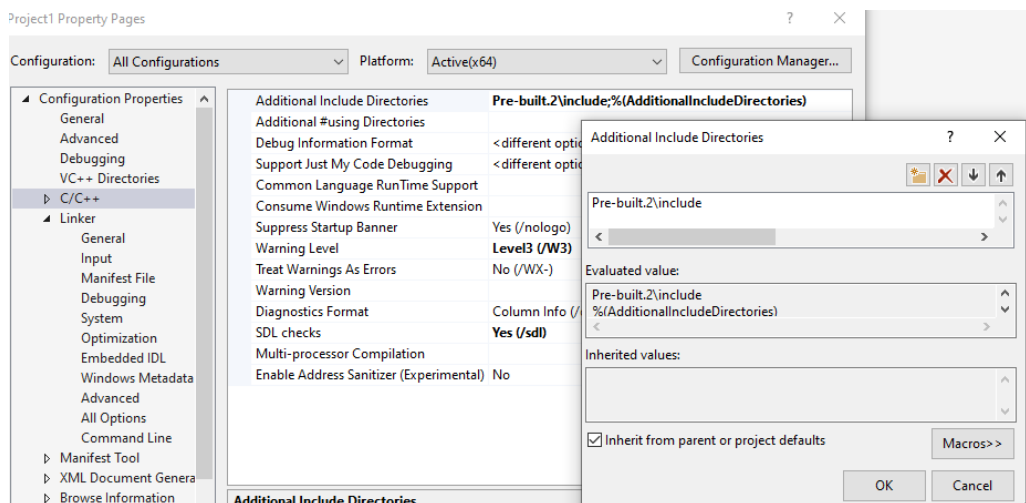 Project1 Property Pages ? ×
Configuration: All Configurations Platform: Active(x64) Configuration Manager...
Configuration Properties
General
Advanced
Debugging
VC++ Directories
C/C++
Linker
General
Input
Manifest File
Debugging
System
Optimization
Embedded IDL
Windows Metadata
Advanced
All Options
Command Line
Manifest Tool
XML Document Genera
Browse Information
Additional Include Directories Pre-built.2\include;%(AdditionalIncludeDirectories)
Additional #using Directories
Debug Information Format <different optic
Support Just My Code Debugging <different optic
Common Language RunTime Support
Consume Windows Runtime Extension
Suppress Startup Banner Yes (/nologo)
Warning Level Level3 (/W3)
Treat Warnings As Errors No (/WX-)
Warning Version
Diagnostics Format Column Info (/
SDL checks Yes (/sdl)
Multi-processor Compilation
Enable Address Sanitizer (Experimental) No
Additional Include Directories
Additional Include Directories ? ×
Pre-built.2\include
Evaluated value:
Pre-built.2\include
%(AdditionalIncludeDirectories)
Inherited values:
Inherit from parent or project defaults
Macros>>
OK Cancel